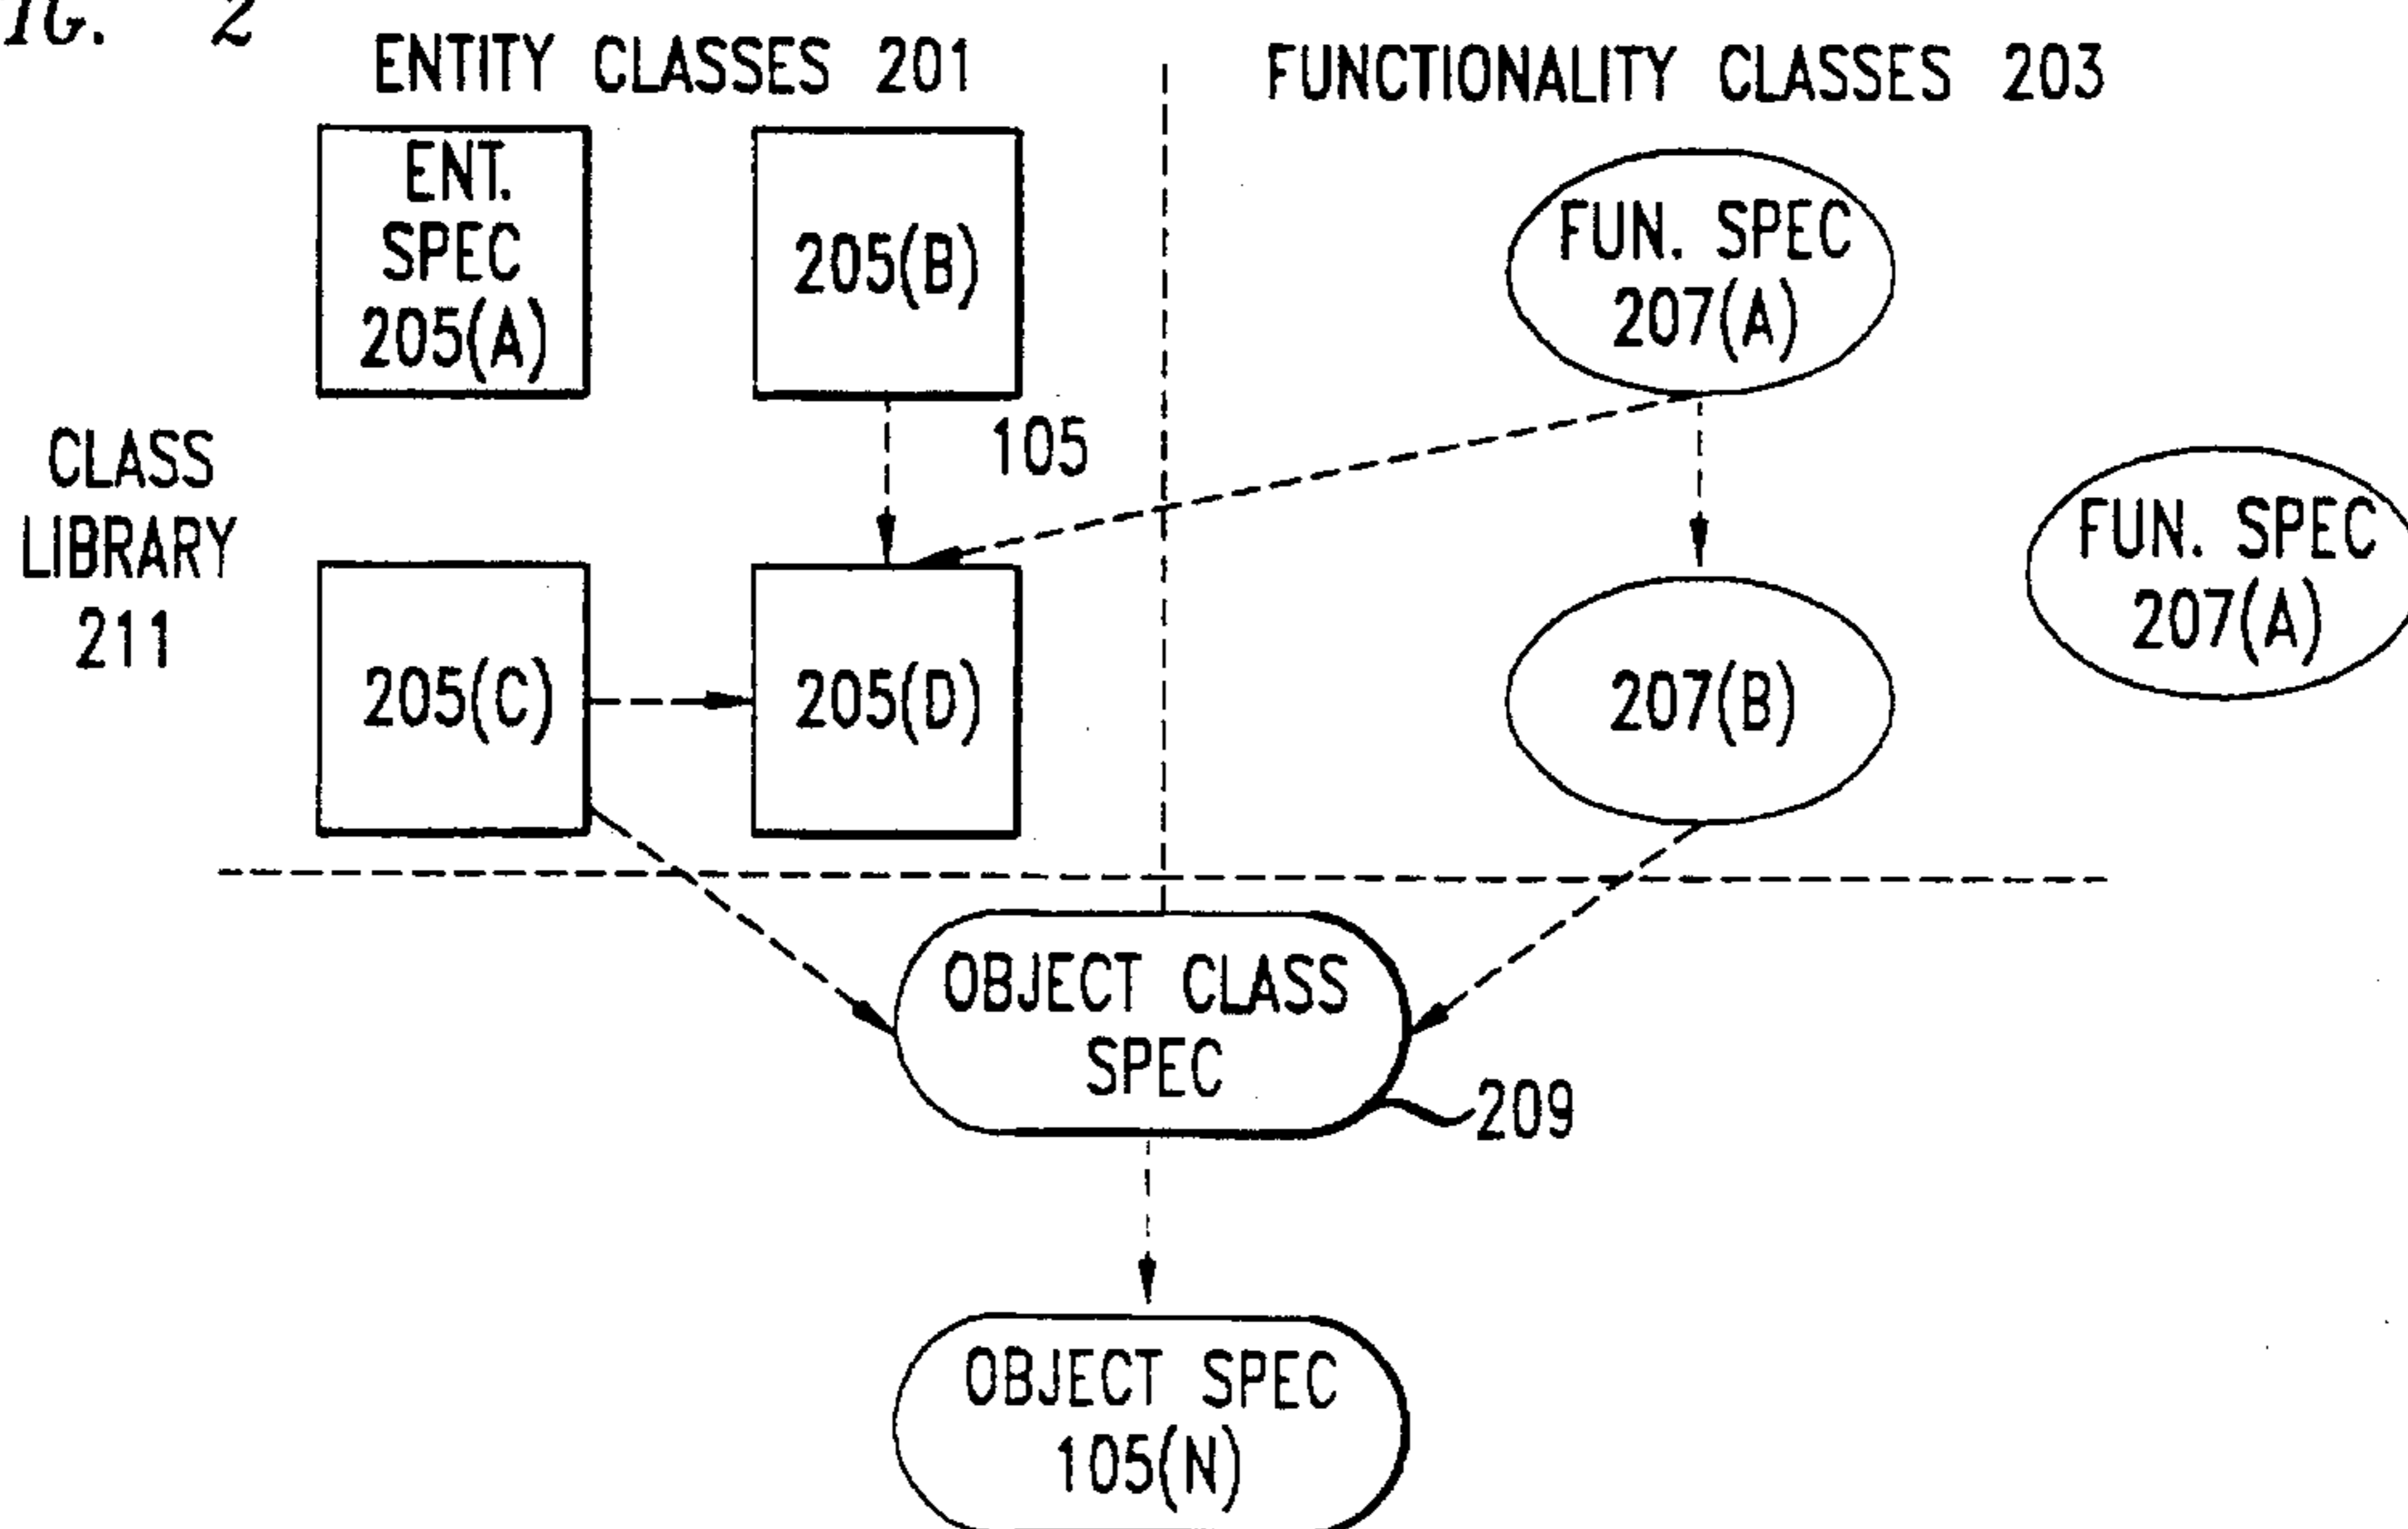 IG. 2
ENTITY CLASSES 201
FUNCTIONALITY CLASSES 203
ENT.
SPEC
205(A)
205(B)
FUN. SPEC
207(A)
105
CLASS
LIBRARY
211
FUN. SPEC
207(A)
205(C)
205(D)
207(B)
OBJECT CLASS
SPEC
209
OBJECT SPEC
105(N)